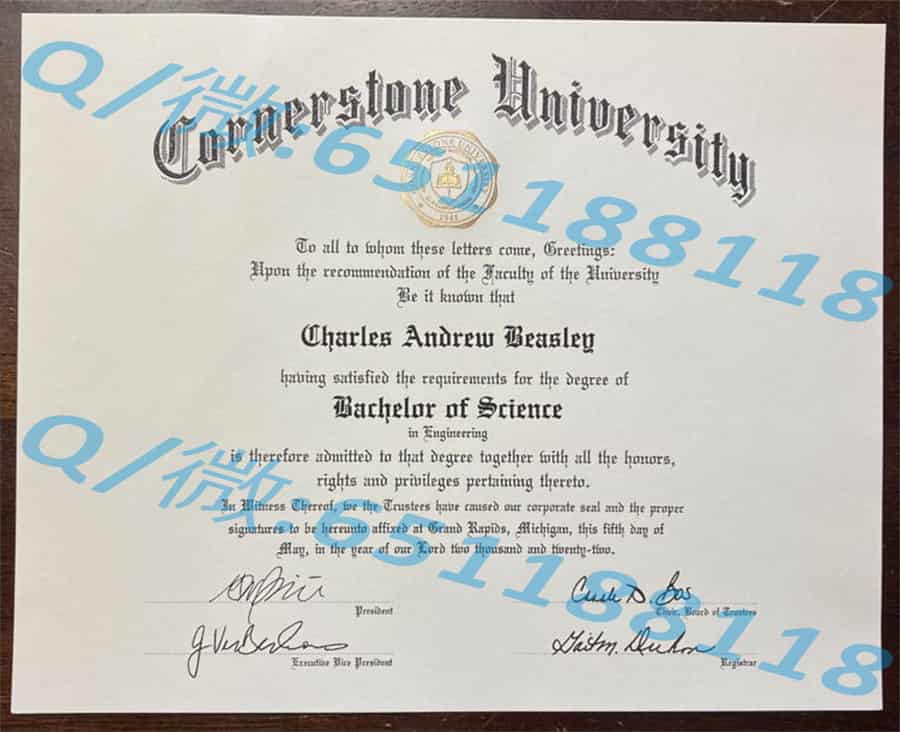 Cornerstone University
To all to whom these letters come, Greetings:
Upon the recommendation of the Faculty of the University
Be it known that
Charles Andrew Beasley
having satisfied the requirements for the degree of
Bachelor of Science
in Engineering
is therefore admitted to that degree together with all the honors,
rights and privileges pertaining thereto.
In Witness Thereof, we the Trustees have caused our corporate seal and the proper
signatures to be hereunto affixed at Grand Rapids, Michigan, this fifth day of
May, in the year of our Lord two thousand and twenty-two.
President
Chair, Board of Trustees
Executive Vice President
Registrar
Q/微:651188118
Q/微:651188118